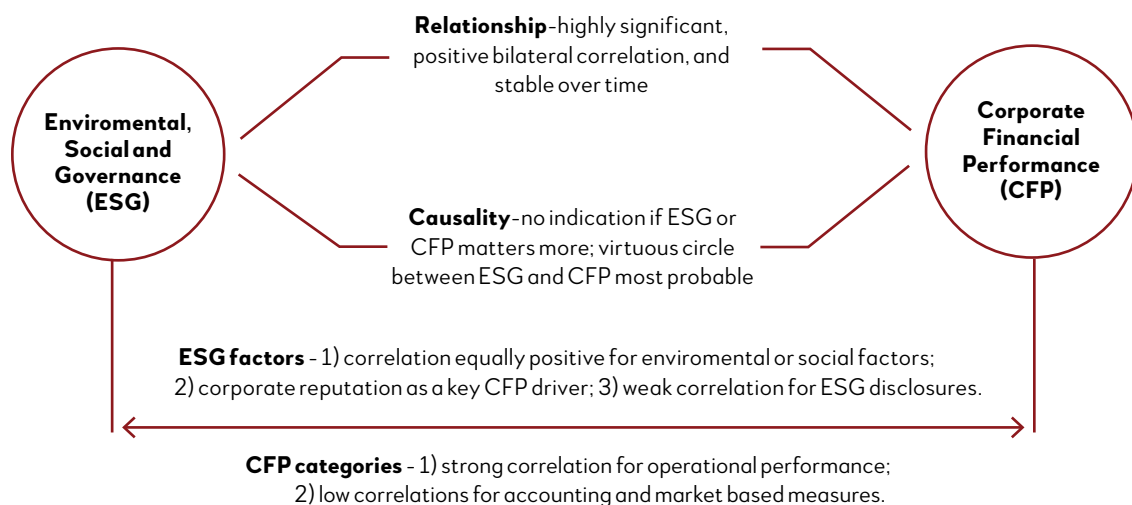 Relationship-highly significant,
positive bilateral correlation, and
stable over time
Enviromental,
Social and
Governance
(ESG)
Corporate
Financial
Performance
(CFP)
Causality-no indication if ESG or
CFP matters more; virtuous circle
between ESG and CFP most probable
ESG factors - 1) correlation equally positive for enviromental or social factors;
2) corporate reputation as a key CFP driver; 3) weak correlation for ESG disclosures.
CFP categories - 1) strong correlation for operational performance;
2) low correlations for accounting and market based measures.